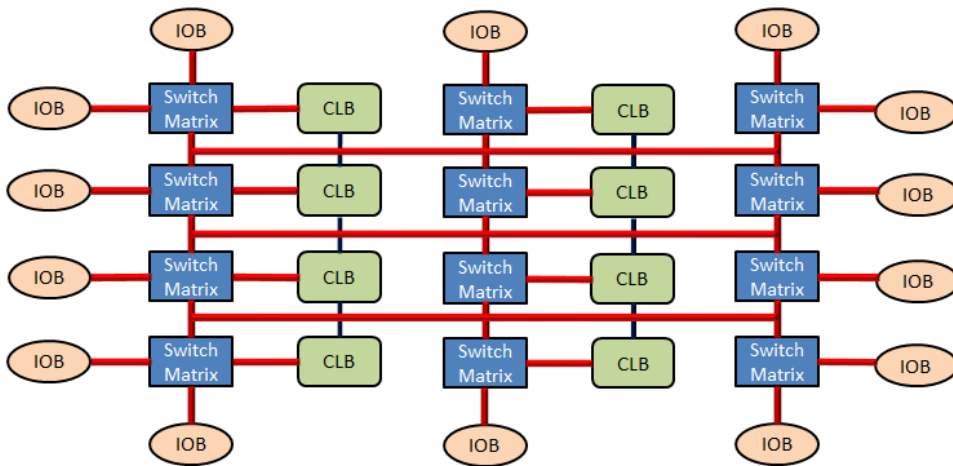 IOB
IOB
IOB
IOB
Switch
Matrix
CLB
Switch
Matrix
CLB
Switch
Matrix
IOB
IOB
Switch
Matrix
CLB
Switch
Matrix
CLB
Switch
Matrix
IOB
IOB
Switch
Matrix
CLB
Switch
Matrix
CLB
Switch
Matrix
IOB
IOB
Switch
Matrix
CLB
Switch
Matrix
CLB
Switch
Matrix
IOB
IOB
IOB
IOB